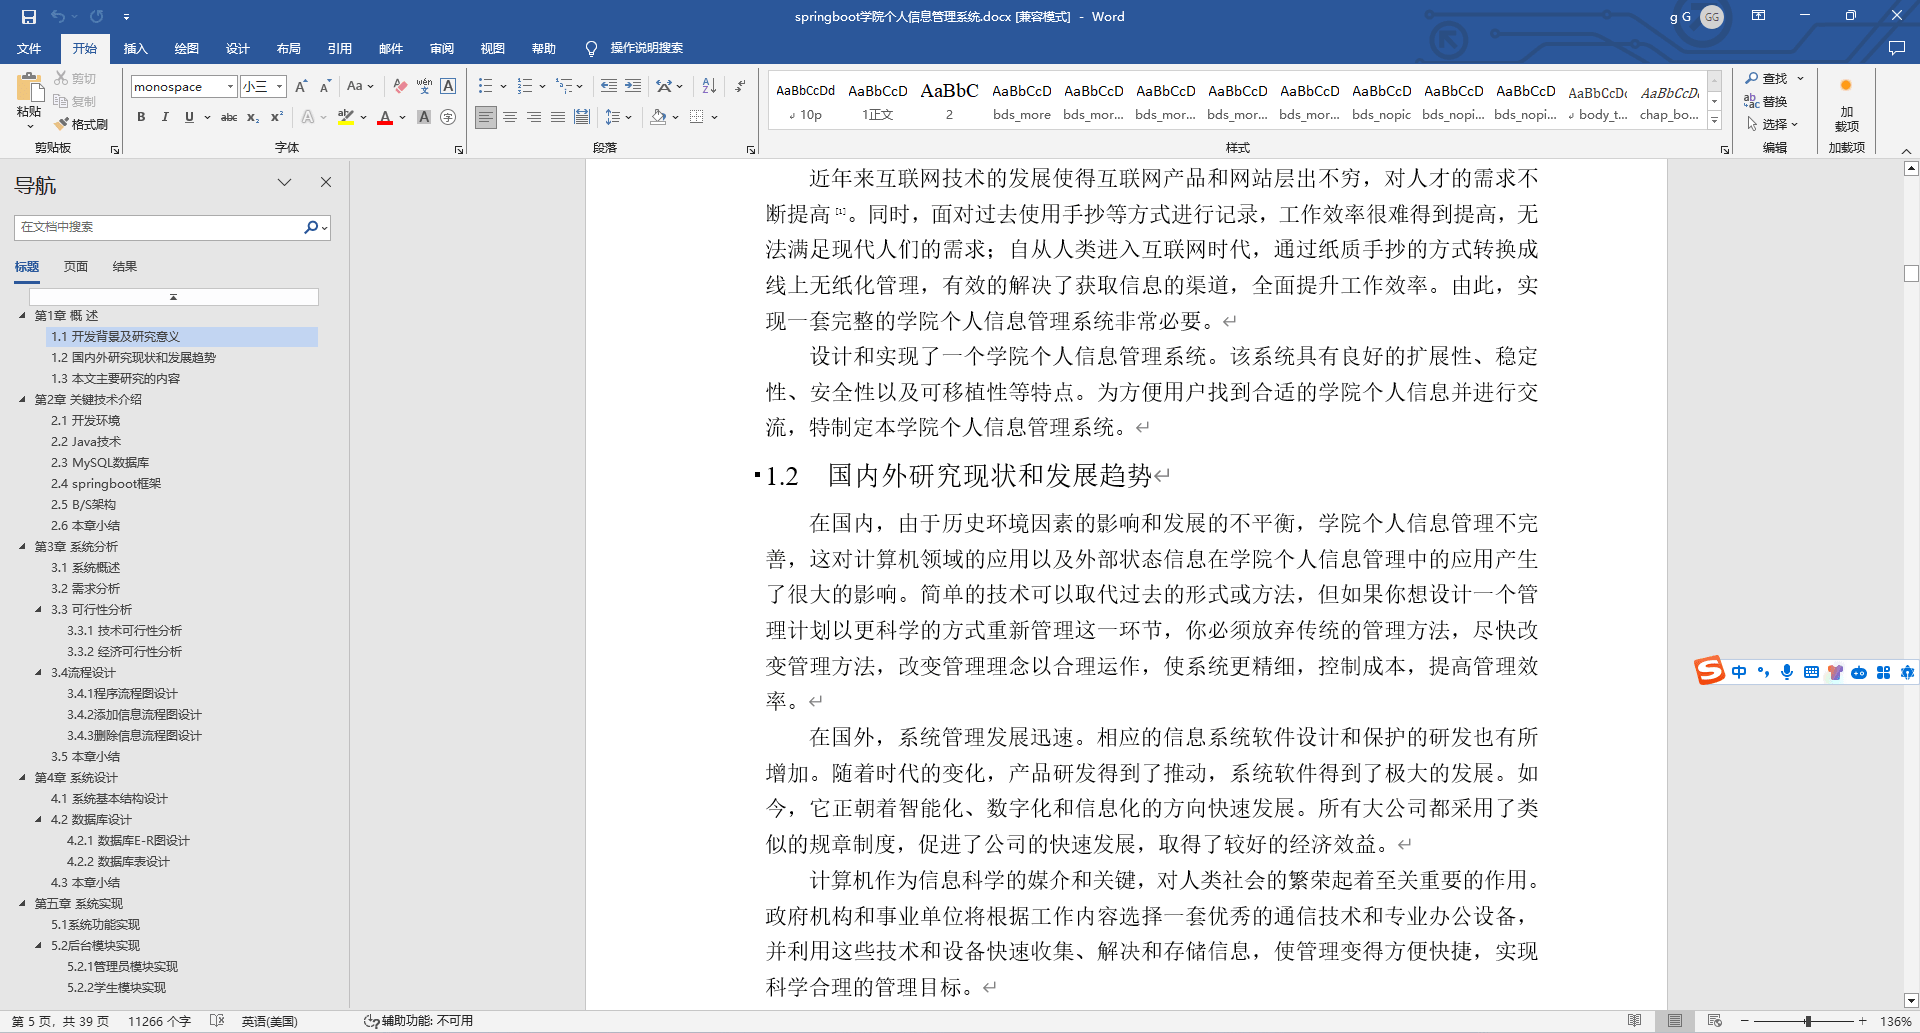 springboot学院个人信息管理系统.docx [兼容模式] - Word
g G
GG
文件 开始 插入 绘图 设计 布局 引用 邮件 审阅 视图 帮助 操作说明搜索
粘贴
剪切
复制
格式刷
剪贴板
monospace
小三
Aa
wén
文
B I U abc x₂ x² A ab A A 字
字体
段落
AaBbCcDd AaBbCcD AaBbC AaBbCcD AaBbCcD AaBbCcD AaBbCcD AaBbCcD AaBbCcD AaBbCcD AaBbCcD AaBbCcDc AaBbCcDc
10p 1正文 2 bds_more bds_mor... bds_mor... bds_mor... bds_mor... bds_nopic bds_nopi... bds_nopi... body_t... chap_bo...
样式
查找
替换
选择
编辑
加
载项
加载项
导航
在文档中搜索
标题 页面 结果
第1章 概 述
1.1 开发背景及研究意义
1.2 国内外研究现状和发展趋势
1.3 本文主要研究的内容
第2章 关键技术介绍
2.1 开发环境
2.2 Java技术
2.3 MySQL数据库
2.4 springboot框架
2.5 B/S架构
2.6 本章小结
第3章 系统分析
3.1 系统概述
3.2 需求分析
3.3 可行性分析
3.3.1 技术可行性分析
3.3.2 经济可行性分析
3.4流程设计
3.4.1程序流程图设计
3.4.2添加信息流程图设计
3.4.3删除信息流程图设计
3.5 本章小结
第4章 系统设计
4.1 系统基本结构设计
4.2 数据库设计
4.2.1 数据库E-R图设计
4.2.2 数据库表设计
4.3 本章小结
第五章 系统实现
5.1系统功能实现
5.2后台模块实现
5.2.1管理员模块实现
5.2.2学生模块实现
近年来互联网技术的发展使得互联网产品和网站层出不穷，对人才的需求不
断提高[1]。同时，面对过去使用手抄等方式进行记录，工作效率很难得到提高，无
法满足现代人们的需求；自从人类进入互联网时代，通过纸质手抄的方式转换成
线上无纸化管理，有效的解决了获取信息的渠道，全面提升工作效率。由此，实
现一套完整的学院个人信息管理系统非常必要。
设计和实现了一个学院个人信息管理系统。该系统具有良好的扩展性、稳定
性、安全性以及可移植性等特点。为方便用户找到合适的学院个人信息并进行交
流，特制定本学院个人信息管理系统。
1.2 国内外研究现状和发展趋势
在国内，由于历史环境因素的影响和发展的不平衡，学院个人信息管理不完
善，这对计算机领域的应用以及外部状态信息在学院个人信息管理中的应用产生
了很大的影响。简单的技术可以取代过去的形式或方法，但如果你想设计一个管
理计划以更科学的方式重新管理这一环节，你必须放弃传统的管理方法，尽快改
变管理方法，改变管理理念以合理运作，使系统更精细，控制成本，提高管理效
率。
在国外，系统管理发展迅速。相应的信息系统软件设计和保护的研发也有所
增加。随着时代的变化，产品研发得到了推动，系统软件得到了极大的发展。如
今，它正朝着智能化、数字化和信息化的方向快速发展。所有大公司都采用了类
似的规章制度，促进了公司的快速发展，取得了较好的经济效益。
计算机作为信息科学的媒介和关键，对人类社会的繁荣起着至关重要的作用。
政府机构和事业单位将根据工作内容选择一套优秀的通信技术和专业办公设备，
并利用这些技术和设备快速收集、解决和存储信息，使管理变得方便快捷，实现
科学合理的管理目标。
S 中
第 5 页，共 39 页 11266 个字 英语(美国) 辅助功能: 不可用
136%